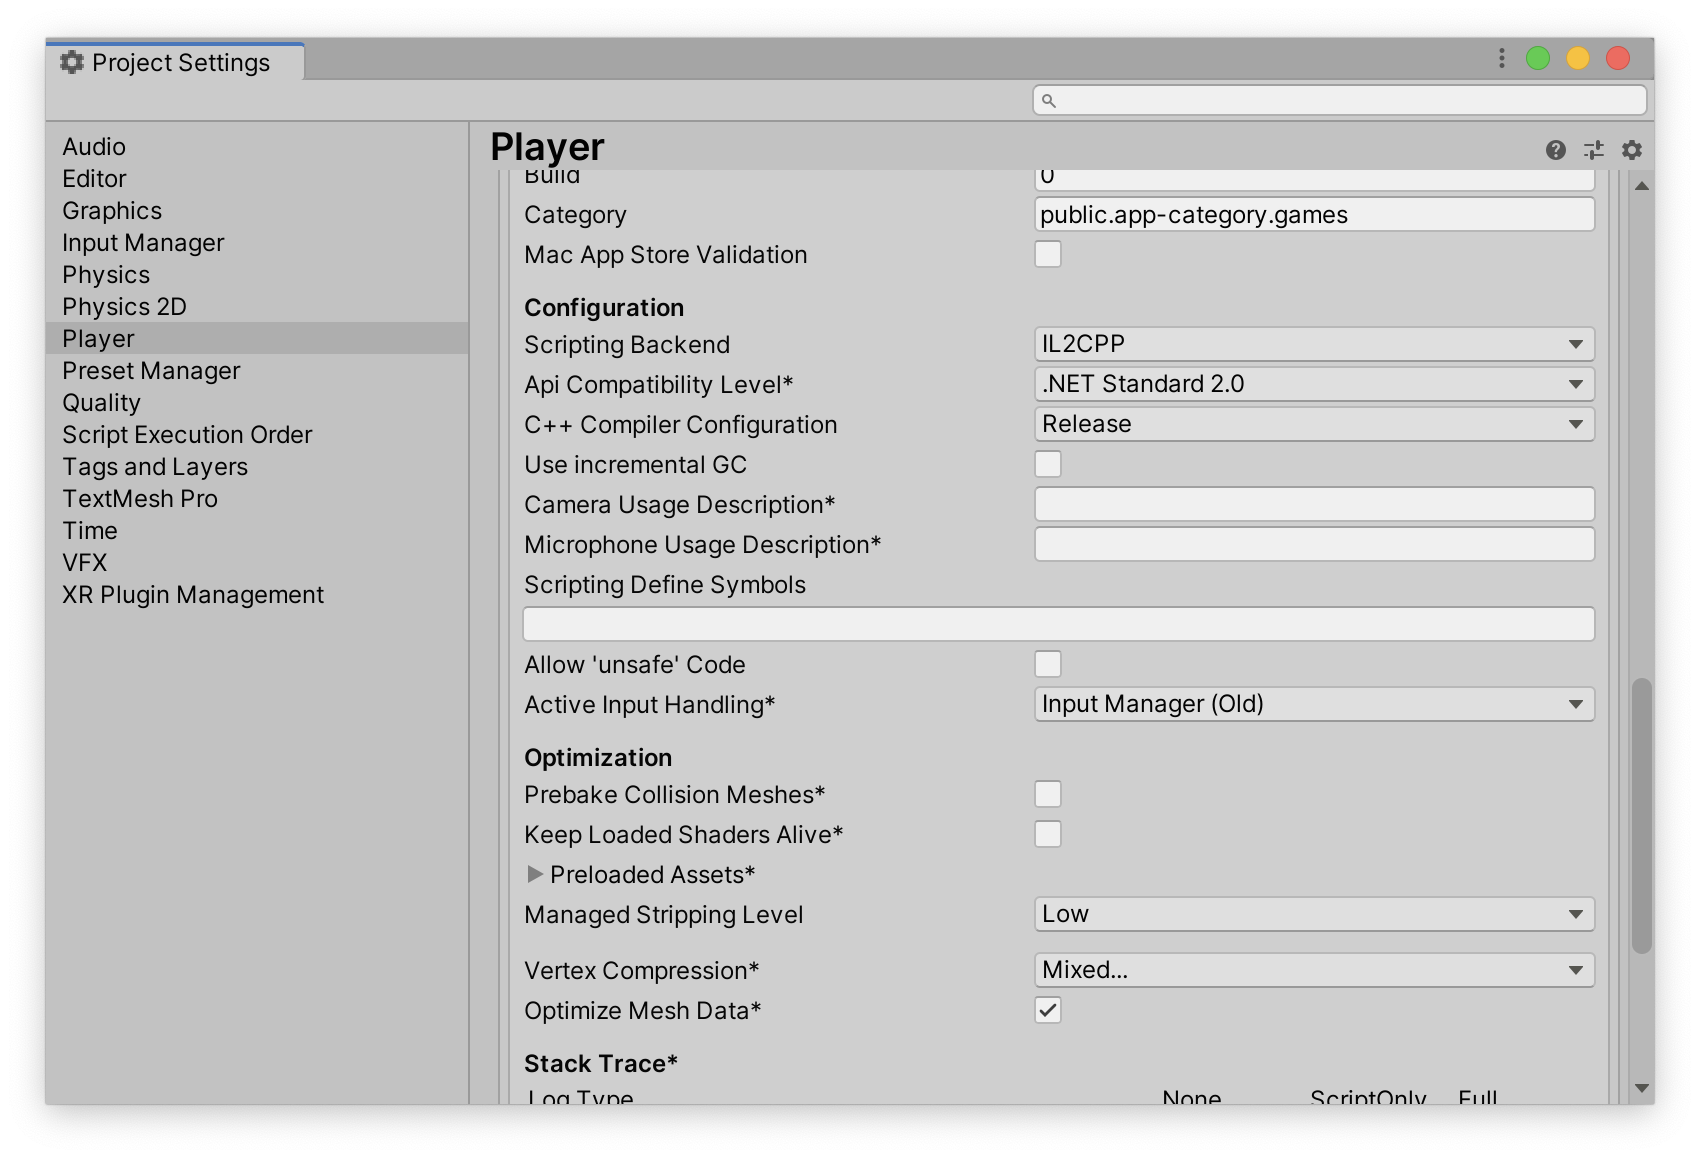 Project Settings
Audio
Editor
Graphics
Input Manager
Physics
Physics 2D
Player
Preset Manager
Quality
Script Execution Order
Tags and Layers
TextMesh Pro
Time
VFX
XR Plugin Management
Player
Build 0
Category public.app-category.games
Mac App Store Validation
Configuration
Scripting Backend IL2CPP
Api Compatibility Level* .NET Standard 2.0
C++ Compiler Configuration Release
Use incremental GC
Camera Usage Description*
Microphone Usage Description*
Scripting Define Symbols
Allow 'unsafe' Code
Active Input Handling* Input Manager (Old)
Optimization
Prebake Collision Meshes*
Keep Loaded Shaders Alive*
Preloaded Assets*
Managed Stripping Level Low
Vertex Compression* Mixed...
Optimize Mesh Data*
Stack Trace*
Log Type None ScriptOnly Full